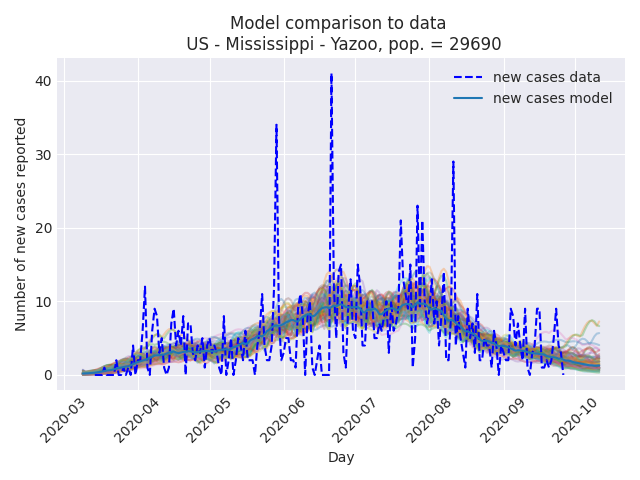 Model comparison to data
US - Mississippi - Yazoo, pop. = 29690
new cases data
new cases model
Number of new cases reported
40
30
20
10
0
2020-03
2020-04
2020-05
2020-06
2020-07
2020-08
2020-09
2020-10
Day